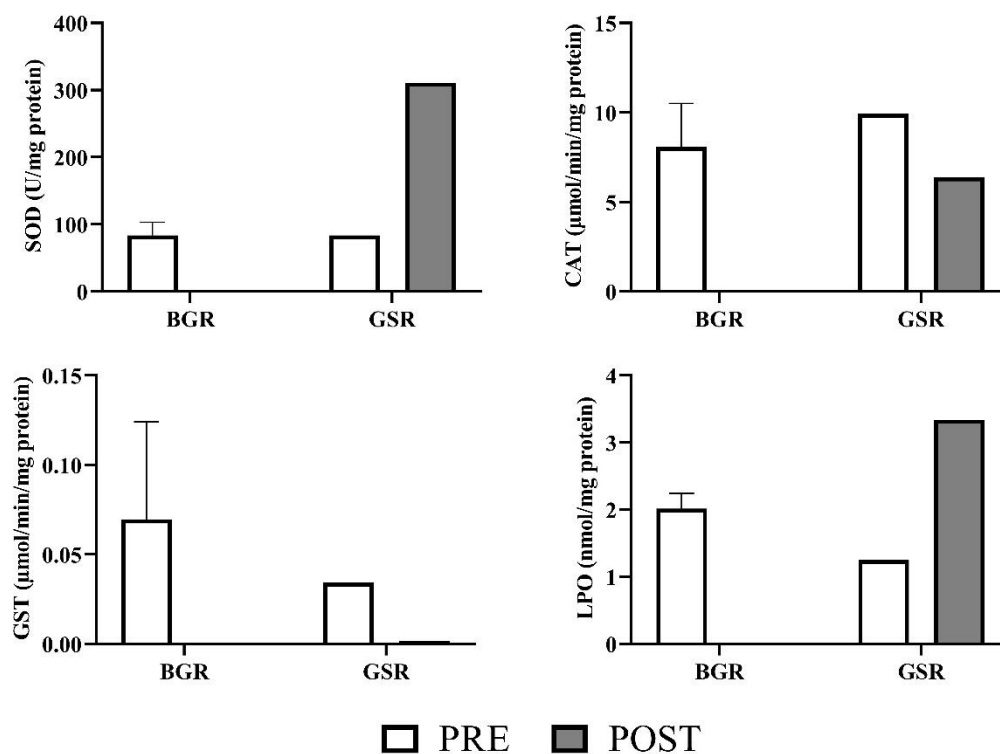 SOD (U/mg protein)
400
300
200
100
0
BGR
GSR
CAT (µmol/min/mg protein)
15
10
5
0
BGR
GSR
GST (µmol/min/mg protein)
0.15
0.10
0.05
0.00
BGR
GSR
LPO (nmol/mg protein)
4
3
2
1
0
BGR
GSR
PRE
POST